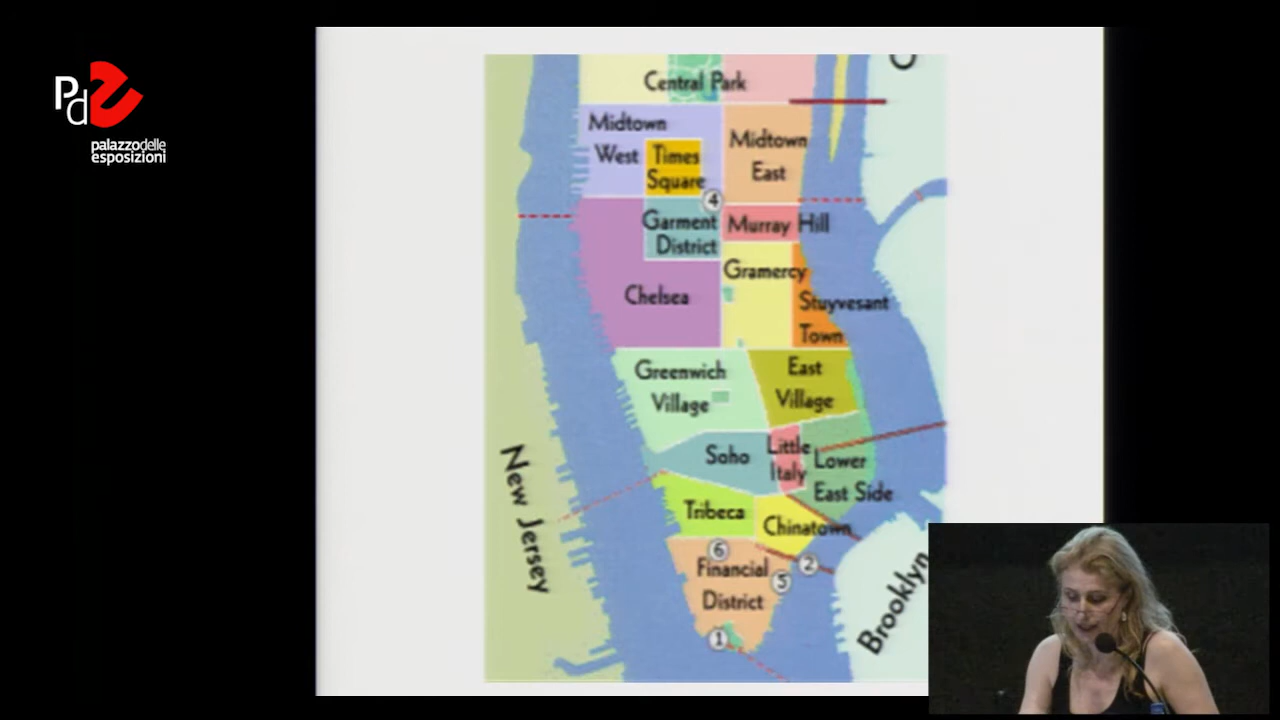 Pd
palazzodelle
esposizioni
Central Park
Midtown
West
Times
Square
Midtown
East
4
Garment
District
Murray Hill
Gramercy
Chelsea
Stuyvesant
Town
Greenwich
Village
East
Village
Soho
Little
Italy
Lower
East Side
New Jersey
Tribeca
Chinatown
6
2
Financial
District
5
Brooklyn
1